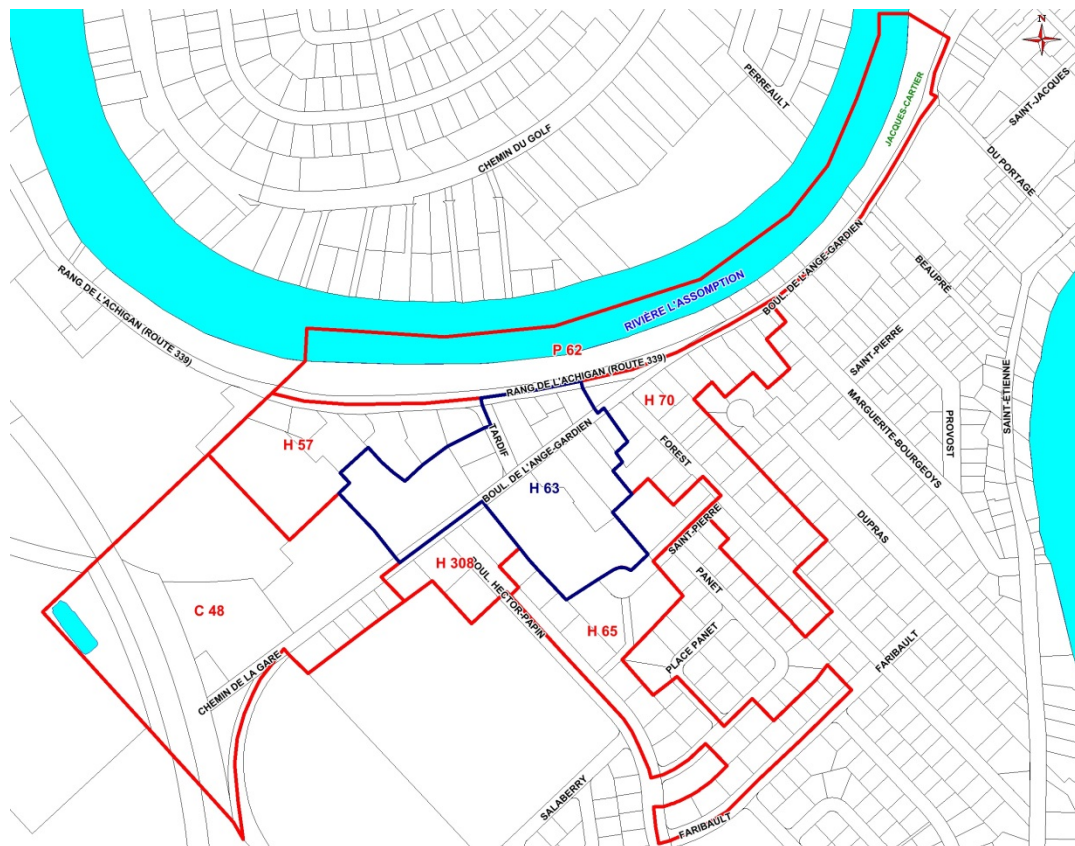 N
PERREAULT
SAINT-JACQUES
JACQUES-CARTIER
CHEMIN DU GOLF
DU PORTAGE
RANG DE L'ACHIGAN (ROUTE 339)
RIVIÈRE L'ASSOMPTION
BOUL. DE L'ANGE-GARDIEN
BEAUPRÉ
P 62
RANG DE L'ACHIGAN (ROUTE 339)
SAINT-PIERRE
SAINT-ÉTIENNE
H 70
MARGUERITE-BOURGEOYS
PROVOST
H 57
TARDIF
BOUL. DE L'ANGE-GARDIEN
FOREST
H 63
DUPRAS
SAINT-PIERRE
H 308
BOUL. HECTOR-PAPIN
PANET
C 48
H 65
PLACE PANET
FARIBAULT
CHEMIN DE LA GARE
SALABERRY
FARIBAULT